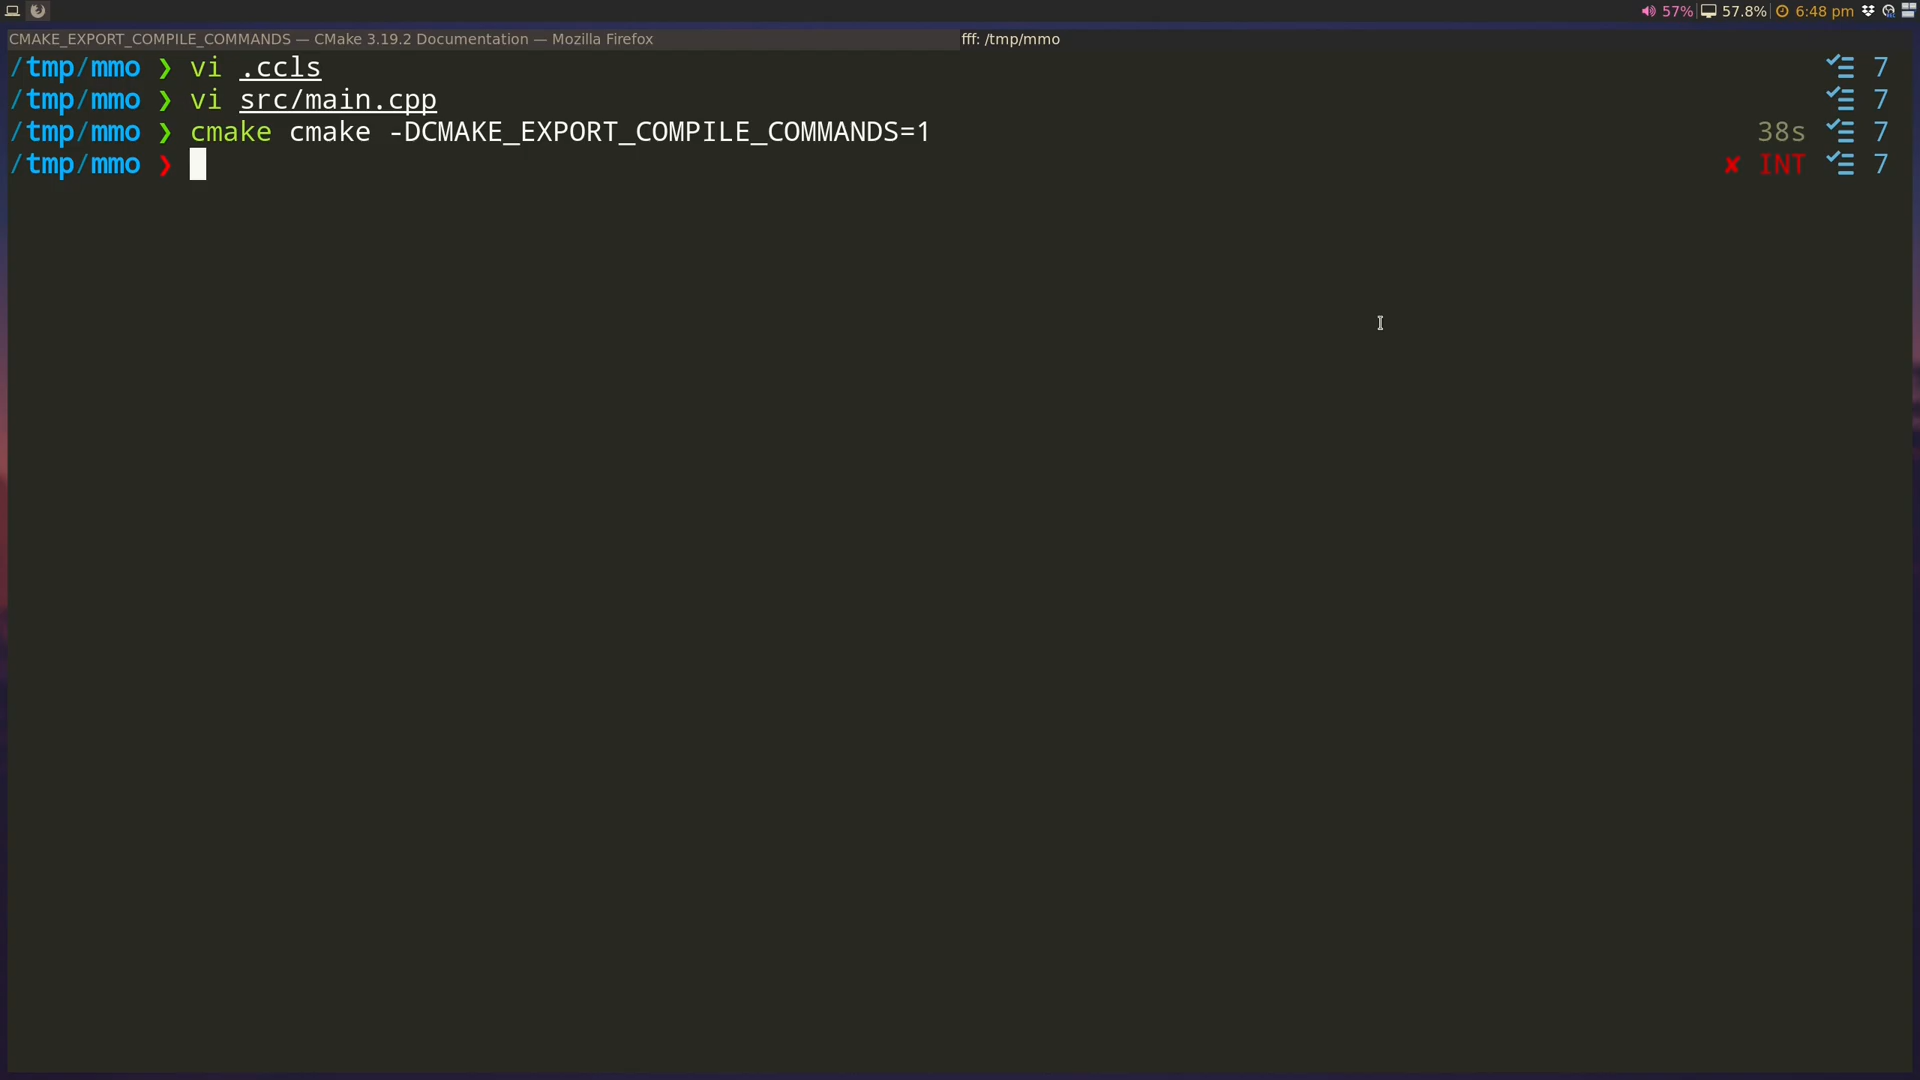 57% 57.8% 6:48 pm
CMAKE_EXPORT_COMPILE_COMMANDS — CMake 3.19.2 Documentation — Mozilla Firefox fff: /tmp/mmo
/tmp/mmo ❯ vi .ccls 7
/tmp/mmo ❯ vi src/main.cpp 7
/tmp/mmo ❯ cmake cmake -DCMAKE_EXPORT_COMPILE_COMMANDS=1 38s 7
/tmp/mmo ❯ ✘ INT 7